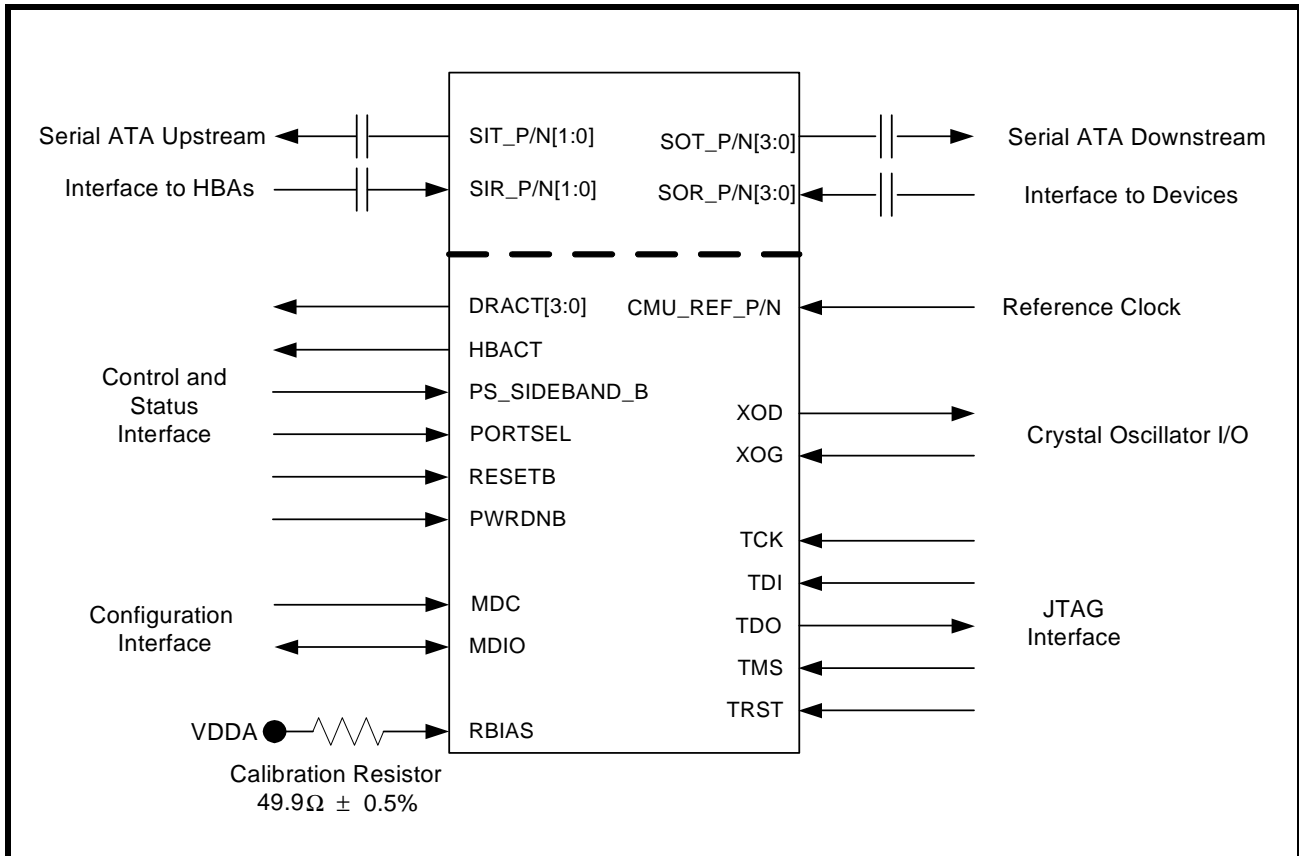 Serial ATA Upstream
SIT_P/N[1:0]
SOT_P/N[3:0]
Serial ATA Downstream
Interface to HBAs
SIR_P/N[1:0]
SOR_P/N[3:0]
Interface to Devices
DRACT[3:0]
CMU_REF_P/N
Reference Clock
HBACT
Control and
Status
Interface
PS_SIDEBAND_B
PORTSEL
RESETB
PWRDNB
XOD
XOG
Crystal Oscillator I/O
Configuration
Interface
MDC
MDIO
TCK
TDI
TDO
TMS
TRST
JTAG
Interface
VDDA
RBIAS
Calibration Resistor
49.9Ω ± 0.5%